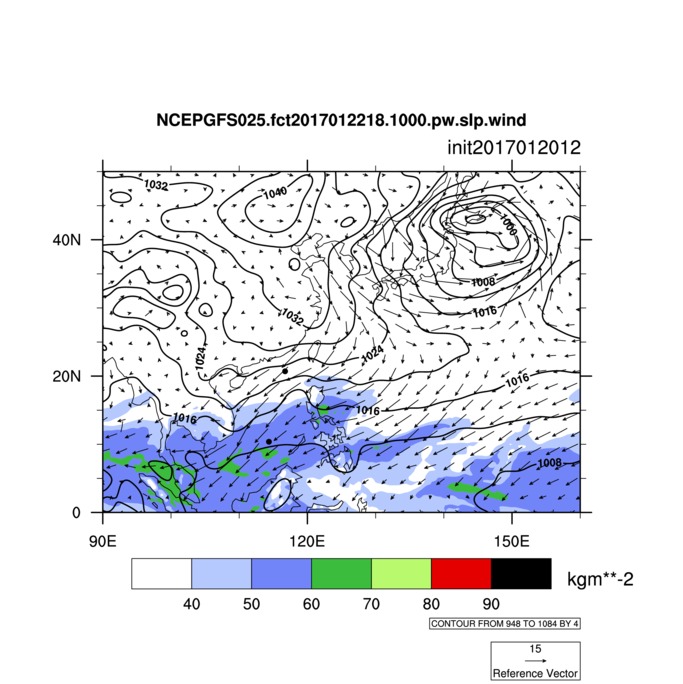 NCEPGFS025.fct2017012218.1000.pw.slp.wind
init2017012012
1032
1040
1008
40N
1008
1032
1016
1024
1024
20N
1016
1016
1016
1008
0
90E 120E 150E
40 50 60 70 80 90
kgm**-2
CONTOUR FROM 948 TO 1084 BY 4
15
Reference Vector